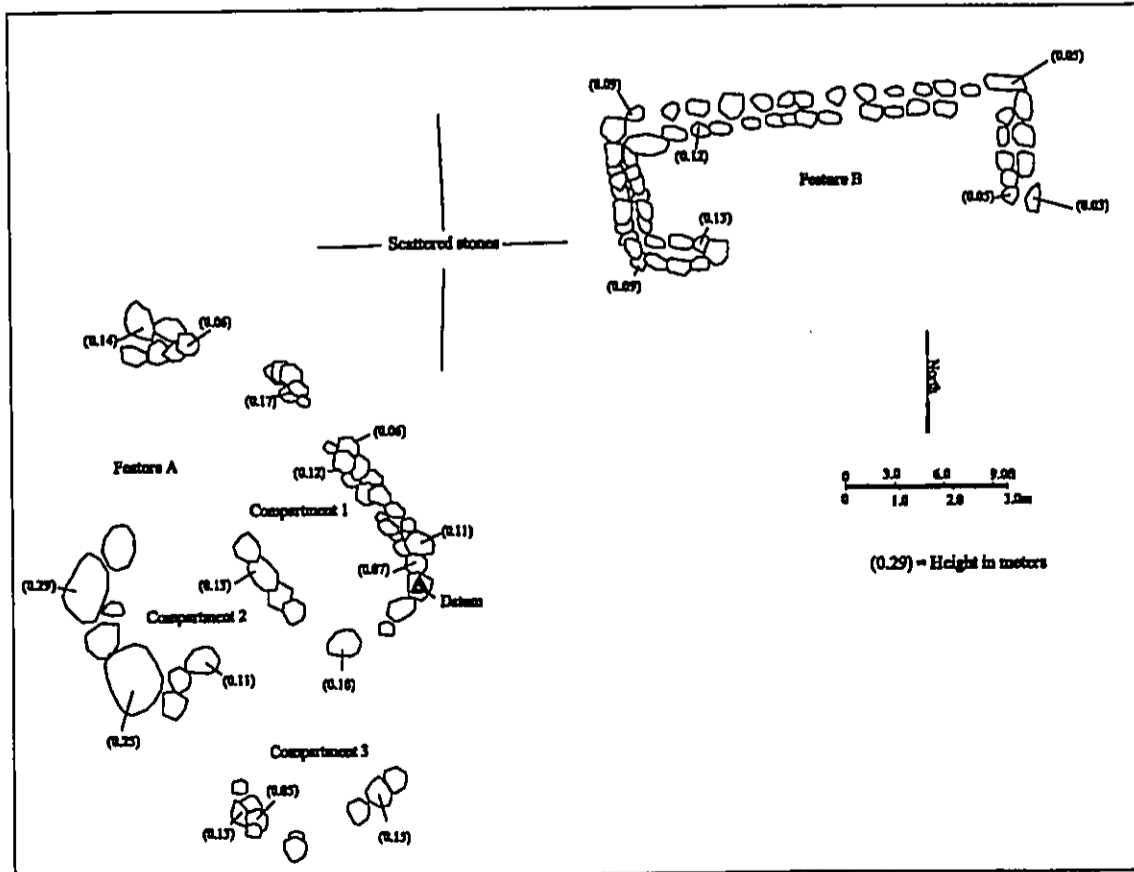 (0.05)
(0.09)
(0.12)
Feature B
(0.05)
(0.03)
(0.13)
Scattered stones
(0.09)
(0.06)
(0.14)
North
(0.17)
(0.06)
Feature A
(0.12)
0 3.0 6.0 9.0ft
0 1.0 2.0 3.0m
Compartment 1
(0.11)
(0.29) = Height in meters
(0.07)
(0.29)
(0.13)
Datum
Compartment 2
(0.11)
(0.16)
(0.25)
Compartment 3
(0.05)
(0.13)
(0.13)